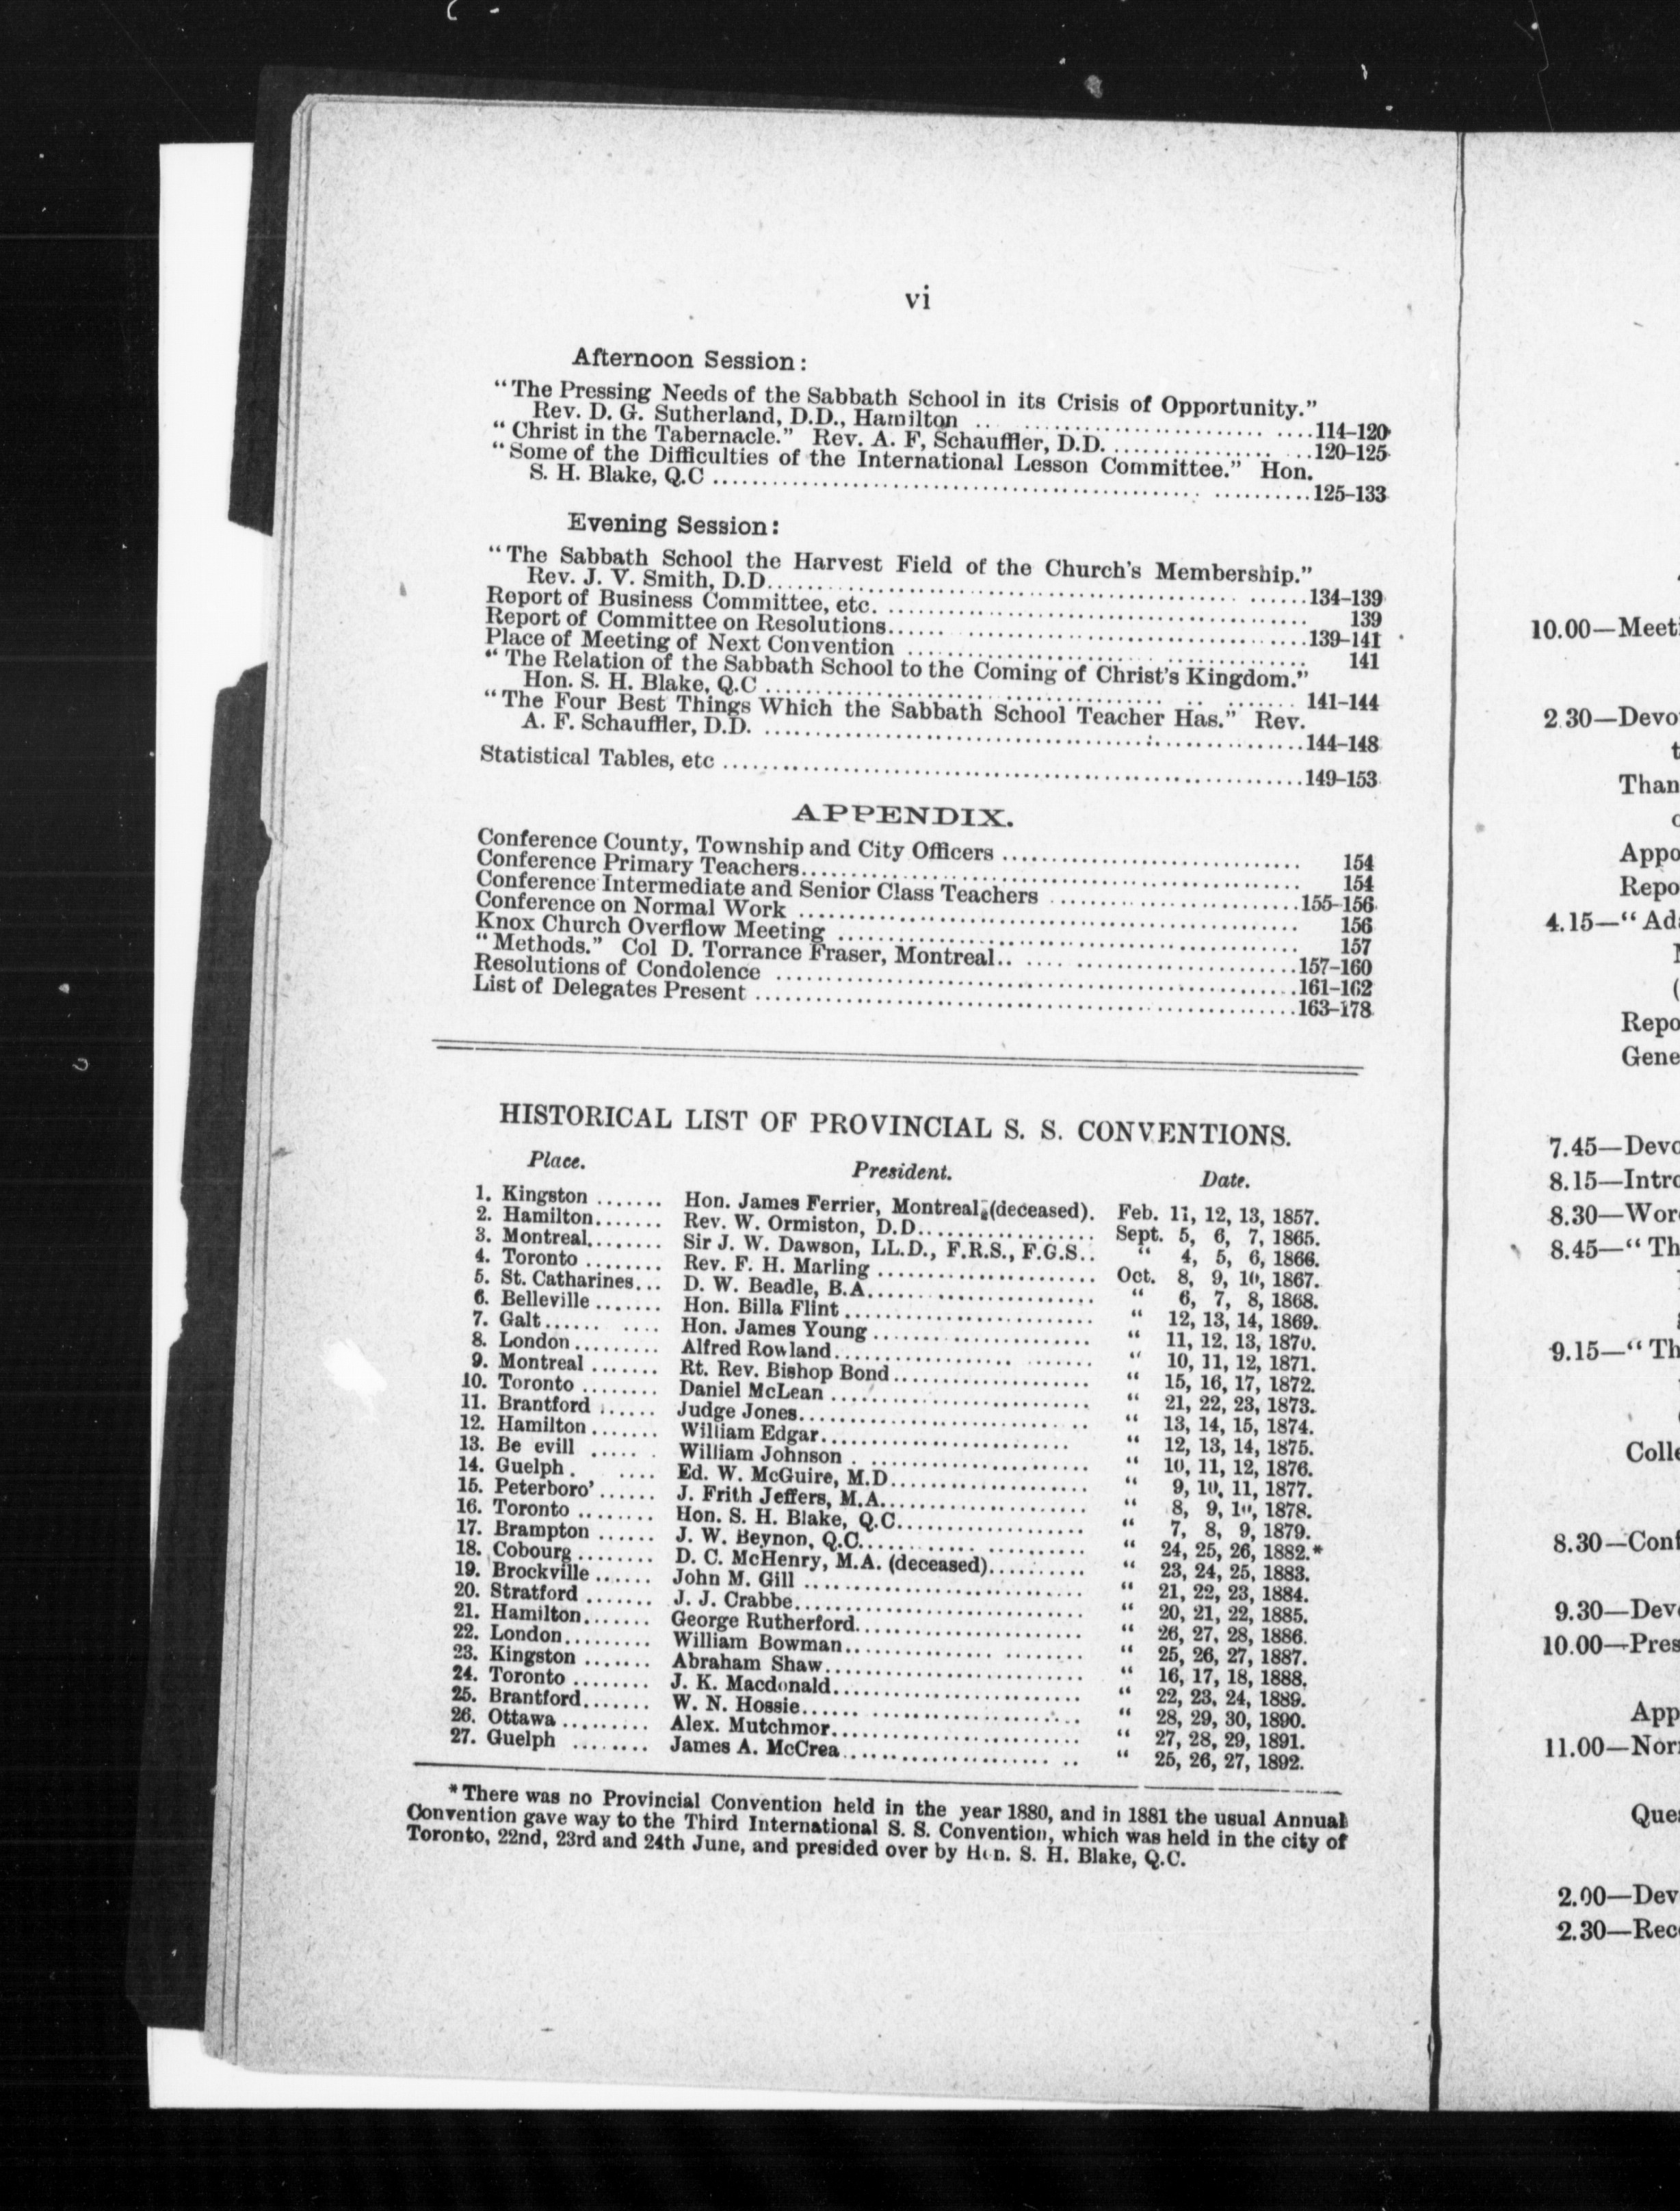 vi
Afternoon Session:
"The Pressing Needs of the Sabbath School in its Crisis of Opportunity."
Rev. D. G. Sutherland, D.D., Hamilton .......... 114-120
"Christ in the Tabernacle." Rev. A. F. Schauffler, D.D. .......... 120-125
"Some of the Difficulties of the International Lesson Committee." Hon.
S. H. Blake, Q.C .......... 125-133
Evening Session:
"The Sabbath School the Harvest Field of the Church's Membership."
Rev. J. V. Smith, D.D. .......... 134-139
Report of Business Committee, etc. .......... 139
Report of Committee on Resolutions .......... 139-141
Place of Meeting of Next Convention .......... 141
"The Relation of the Sabbath School to the Coming of Christ's Kingdom."
Hon. S. H. Blake, Q.C .......... 141-144
"The Four Best Things Which the Sabbath School Teacher Has." Rev.
A. F. Schauffler, D.D. .......... 144-148
Statistical Tables, etc .......... 149-153
APPENDIX.
Conference County, Township and City Officers .......... 154
Conference Primary Teachers .......... 154
Conference Intermediate and Senior Class Teachers .......... 155-156
Conference on Normal Work .......... 156
Knox Church Overflow Meeting .......... 157
"Methods." Col D. Torrance Fraser, Montreal .......... 157-160
Resolutions of Condolence .......... 161-162
List of Delegates Present .......... 163-178
HISTORICAL LIST OF PROVINCIAL S. S. CONVENTIONS.
Place. President. Date.
1. Kingston ....... Hon. James Ferrier, Montreal (deceased). Feb. 11, 12, 13, 1857.
2. Hamilton ....... Rev. W. Ormiston, D.D. ....... Sept. 5, 6, 7, 1865.
3. Montreal ....... Sir J. W. Dawson, LL.D., F.R.S., F.G.S.. " 4, 5, 6, 1866.
4. Toronto ....... Rev. F. H. Marling ....... Oct. 8, 9, 10, 1867.
5. St. Catharines... D. W. Beadle, B.A. ....... " 6, 7, 8, 1868.
6. Belleville ....... Hon. Billa Flint ....... " 12, 13, 14, 1869.
7. Galt ....... Hon. James Young ....... " 11, 12, 13, 1870.
8. London ....... Alfred Rowland ....... " 10, 11, 12, 1871.
9. Montreal ....... Rt. Rev. Bishop Bond ....... " 15, 16, 17, 1872.
10. Toronto ....... Daniel McLean ....... " 21, 22, 23, 1873.
11. Brantford ....... Judge Jones ....... " 13, 14, 15, 1874.
12. Hamilton ....... William Edgar ....... " 12, 13, 14, 1875.
13. Be evill ....... William Johnson ....... " 10, 11, 12, 1876.
14. Guelph ....... Ed. W. McGuire, M.D ....... " 9, 10, 11, 1877.
15. Peterboro' ...... J. Frith Jeffers, M.A. ....... " 8, 9, 10, 1878.
16. Toronto ....... Hon. S. H. Blake, Q.C. ....... " 7, 8, 9, 1879.
17. Brampton ...... J. W. Beynon, Q.C. ....... " 24, 25, 26, 1882.*
18. Cobourg ....... D. C. McHenry, M.A. (deceased) ....... " 23, 24, 25, 1883.
19. Brockville ...... John M. Gill ....... " 21, 22, 23, 1884.
20. Stratford ....... J. J. Crabbe ....... " 20, 21, 22, 1885.
21. Hamilton ....... George Rutherford ....... " 26, 27, 28, 1886.
22. London ....... William Bowman ....... " 25, 26, 27, 1887.
23. Kingston ....... Abraham Shaw ....... " 16, 17, 18, 1888.
24. Toronto ....... J. K. Macdonald ....... " 22, 23, 24, 1889.
25. Brantford ....... W. N. Hossie ....... " 28, 29, 30, 1890.
26. Ottawa ....... Alex. Mutchmor ....... " 27, 28, 29, 1891.
27. Guelph ....... James A. McCrea ....... " 25, 26, 27, 1892.
*There was no Provincial Convention held in the year 1880, and in 1881 the usual Annual
Convention gave way to the Third International S. S. Convention, which was held in the city of
Toronto, 22nd, 23rd and 24th June, and presided over by Hon. S. H. Blake, Q.C.
10.00—Meeti
2.30—Devo
t
Than
Appo
Repo
4.15—"Ad
(
Repo
Gene
7.45—Devo
8.15—Intro
8.30—Wor
8.45—"Th
9.15—"Th
Colle
8.30—Conf
9.30—Dev
10.00—Pres
App
11.00—Nor
Que
2.00—Dev
2.30—Rec